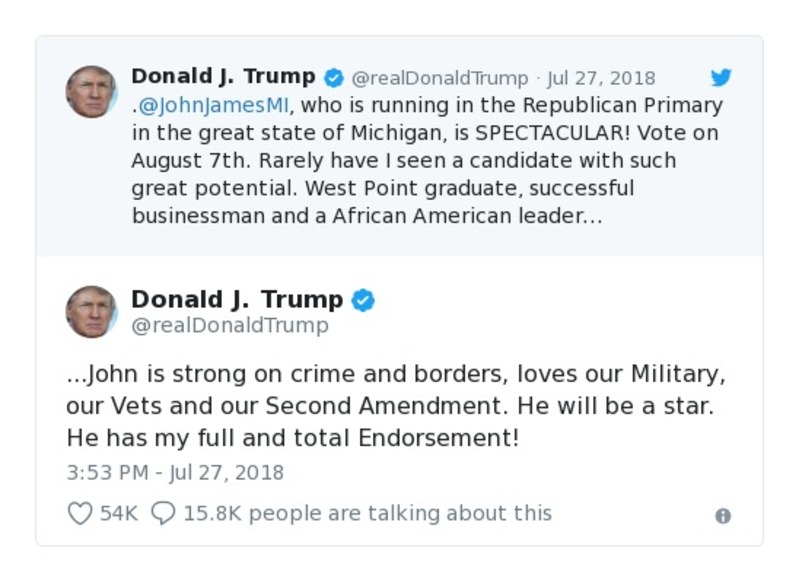 Donald J. Trump @realDonaldTrump · Jul 27, 2018
.@JohnJamesMI, who is running in the Republican Primary
in the great state of Michigan, is SPECTACULAR! Vote on
August 7th. Rarely have I seen a candidate with such
great potential. West Point graduate, successful
businessman and a African American leader...
Donald J. Trump
@realDonaldTrump
...John is strong on crime and borders, loves our Military,
our Vets and our Second Amendment. He will be a star.
He has my full and total Endorsement!
3:53 PM - Jul 27, 2018
54K 15.8K people are talking about this